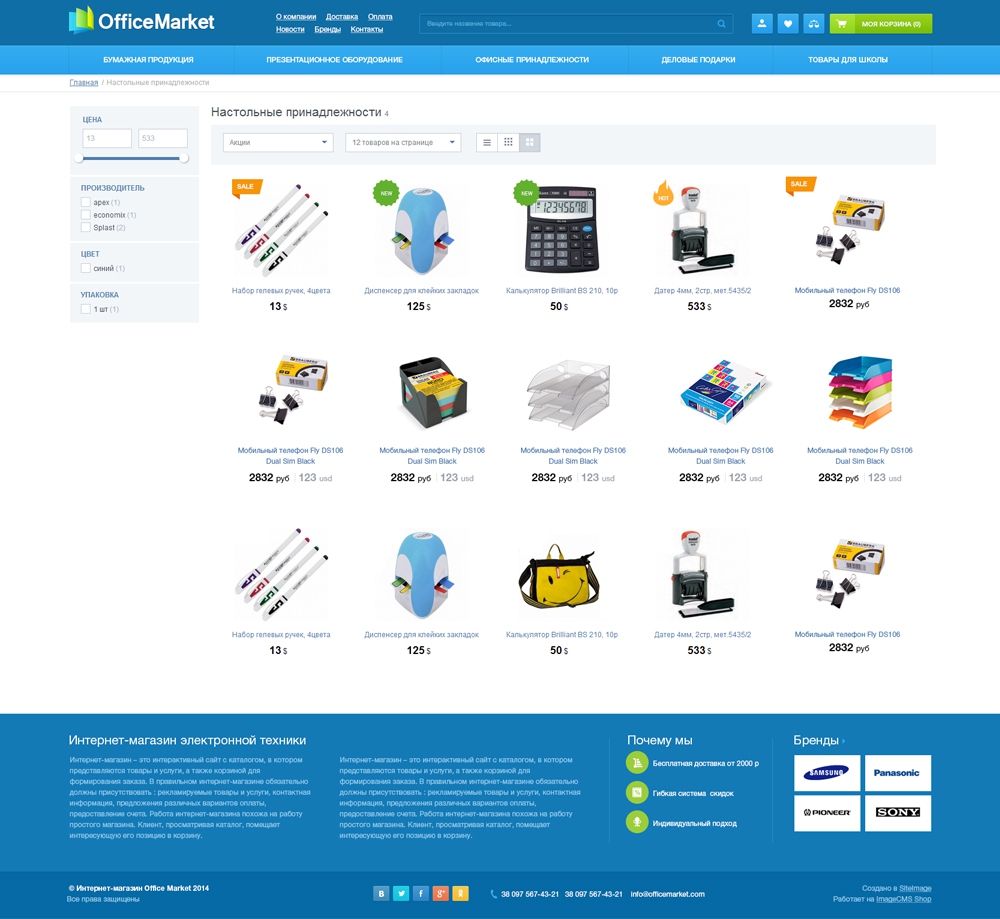 OfficeMarket
О компании Доставка Оплата
Новости Бренды Контакты
Введите название товара...
МОЯ КОРЗИНА (0)
БУМАЖНАЯ ПРОДУКЦИЯ
ПРЕЗЕНТАЦИОННОЕ ОБОРУДОВАНИЕ
ОФИСНЫЕ ПРИНАДЛЕЖНОСТИ
ДЕЛОВЫЕ ПОДАРКИ
ТОВАРЫ ДЛЯ ШКОЛЫ
Главная / Настольные принадлежности
ЦЕНА
13 533
ПРОИЗВОДИТЕЛЬ
apex (1)
economix (1)
Splast (2)
ЦВЕТ
синий (1)
УПАКОВКА
1 шт (1)
Настольные принадлежности 4
Акции
12 товаров на странице
SALE
NEW
NEW
HOT
SALE
Набор гелевых ручек, 4цвета
13 $
Диспенсер для клейких закладок
125 $
Калькулятор Brilliant BS 210, 10р
50 $
Датер 4мм, 2стр, мет.5435/2
533 $
Мобильный телефон Fly DS106
2832 руб
Мобильный телефон Fly DS106
Dual Sim Black
2832 руб 123 usd
Мобильный телефон Fly DS106
Dual Sim Black
2832 руб 123 usd
Мобильный телефон Fly DS106
Dual Sim Black
2832 руб 123 usd
Мобильный телефон Fly DS106
Dual Sim Black
2832 руб 123 usd
Мобильный телефон Fly DS106
Dual Sim Black
2832 руб 123 usd
Набор гелевых ручек, 4цвета
13 $
Диспенсер для клейких закладок
125 $
Калькулятор Brilliant BS 210, 10р
50 $
Датер 4мм, 2стр, мет.5435/2
533 $
Мобильный телефон Fly DS106
2832 руб
Интернет-магазин электронной техники
Интернет-магазин – это интерактивный сайт с каталогом, в котором
представляются товары и услуги, а также корзиной для
формирования заказа. В правильном интернет-магазине обязательно
должны присутствовать : рекламируемые товары и услуги, контактная
информация, предложения различных вариантов оплаты,
предоставление счета. Работа интернет-магазина похожа на работу
простого магазина. Клиент, просматривая каталог, помещает
интересующую его позицию в корзину.
Интернет-магазин – это интерактивный сайт с каталогом, в котором
представляются товары и услуги, а также корзиной для
формирования заказа. В правильном интернет-магазине обязательно
должны присутствовать : рекламируемые товары и услуги, контактная
информация, предложения различных вариантов оплаты,
предоставление счета. Работа интернет-магазина похожа на работу
простого магазина. Клиент, просматривая каталог, помещает
интересующую его позицию в корзину.
Почему мы
Бесплатная доставка от 2000 р
Гибкая система скидок
Индивидуальный подход
Бренды ›
SAMSUNG
Panasonic
PIONEER
SONY
© Интернет-магазин Office Market 2014
Все права защищены
38 097 567-43-21 38 097 567-43-21 info@officemarket.com
Создано в SiteImage
Работает на ImageCMS Shop